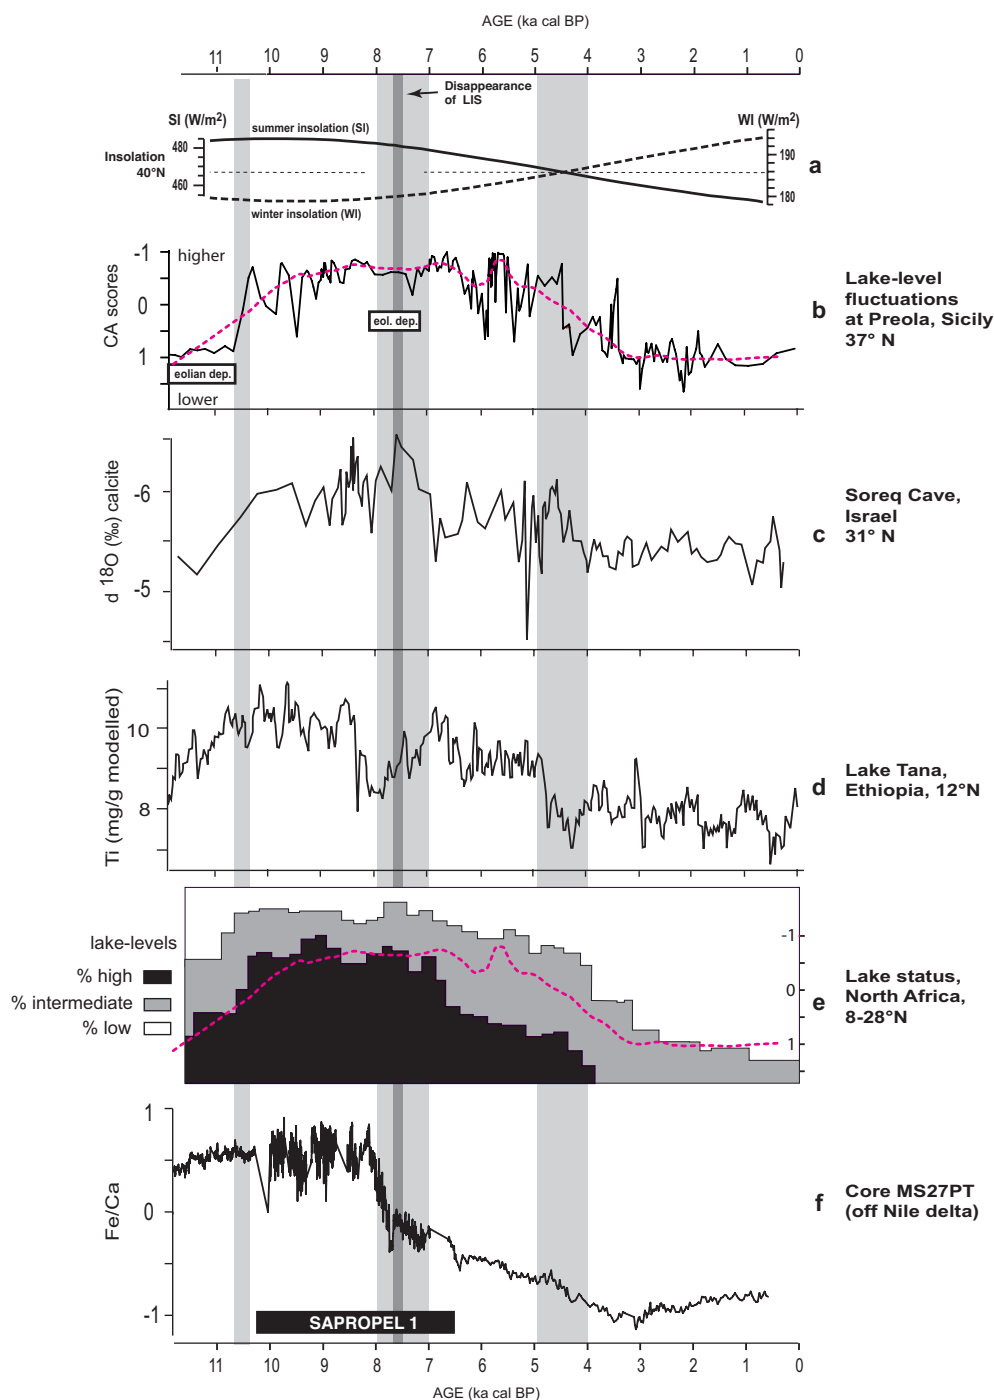 AGE (ka cal BP)
11 10 9 8 7 6 5 4 3 2 1 0
Disappearance
of LIS
SI (W/m²)
WI (W/m²)
summer insolation (SI)
480
190
Insolation
40°N
a
460
180
winter insolation (WI)
-1
higher
CA scores
0
eol. dep.
1
eolian dep.
lower
b
Lake-level
fluctuations
at Preola, Sicily
37° N
d 18O (‰) calcite
-6
-5
c
Soreq Cave,
Israel
31° N
Ti (mg/g modelled)
10
8
d
Lake Tana,
Ethiopia, 12°N
lake-levels
% high
% intermediate
% low
-1
0
1
e
Lake status,
North Africa,
8-28°N
Fe/Ca
1
0
-1
f
Core MS27PT
(off Nile delta)
SAPROPEL 1
11 10 9 8 7 6 5 4 3 2 1 0
AGE (ka cal BP)